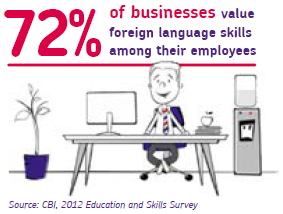 72% of businesses value
foreign language skills
among their employees
Source: CBI, 2012 Education and Skills Survey